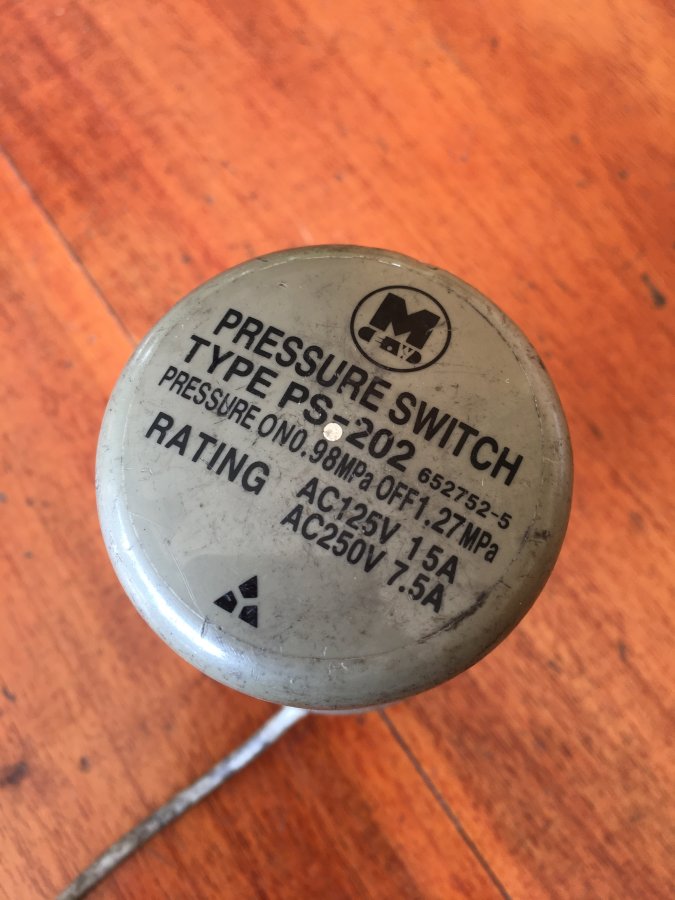 M
PRESSURE SWITCH
TYPE PS-202 652752-5
PRESSURE ON0.98MPa OFF1.27MPa
RATING AC125V 15A
AC250V 7.5A